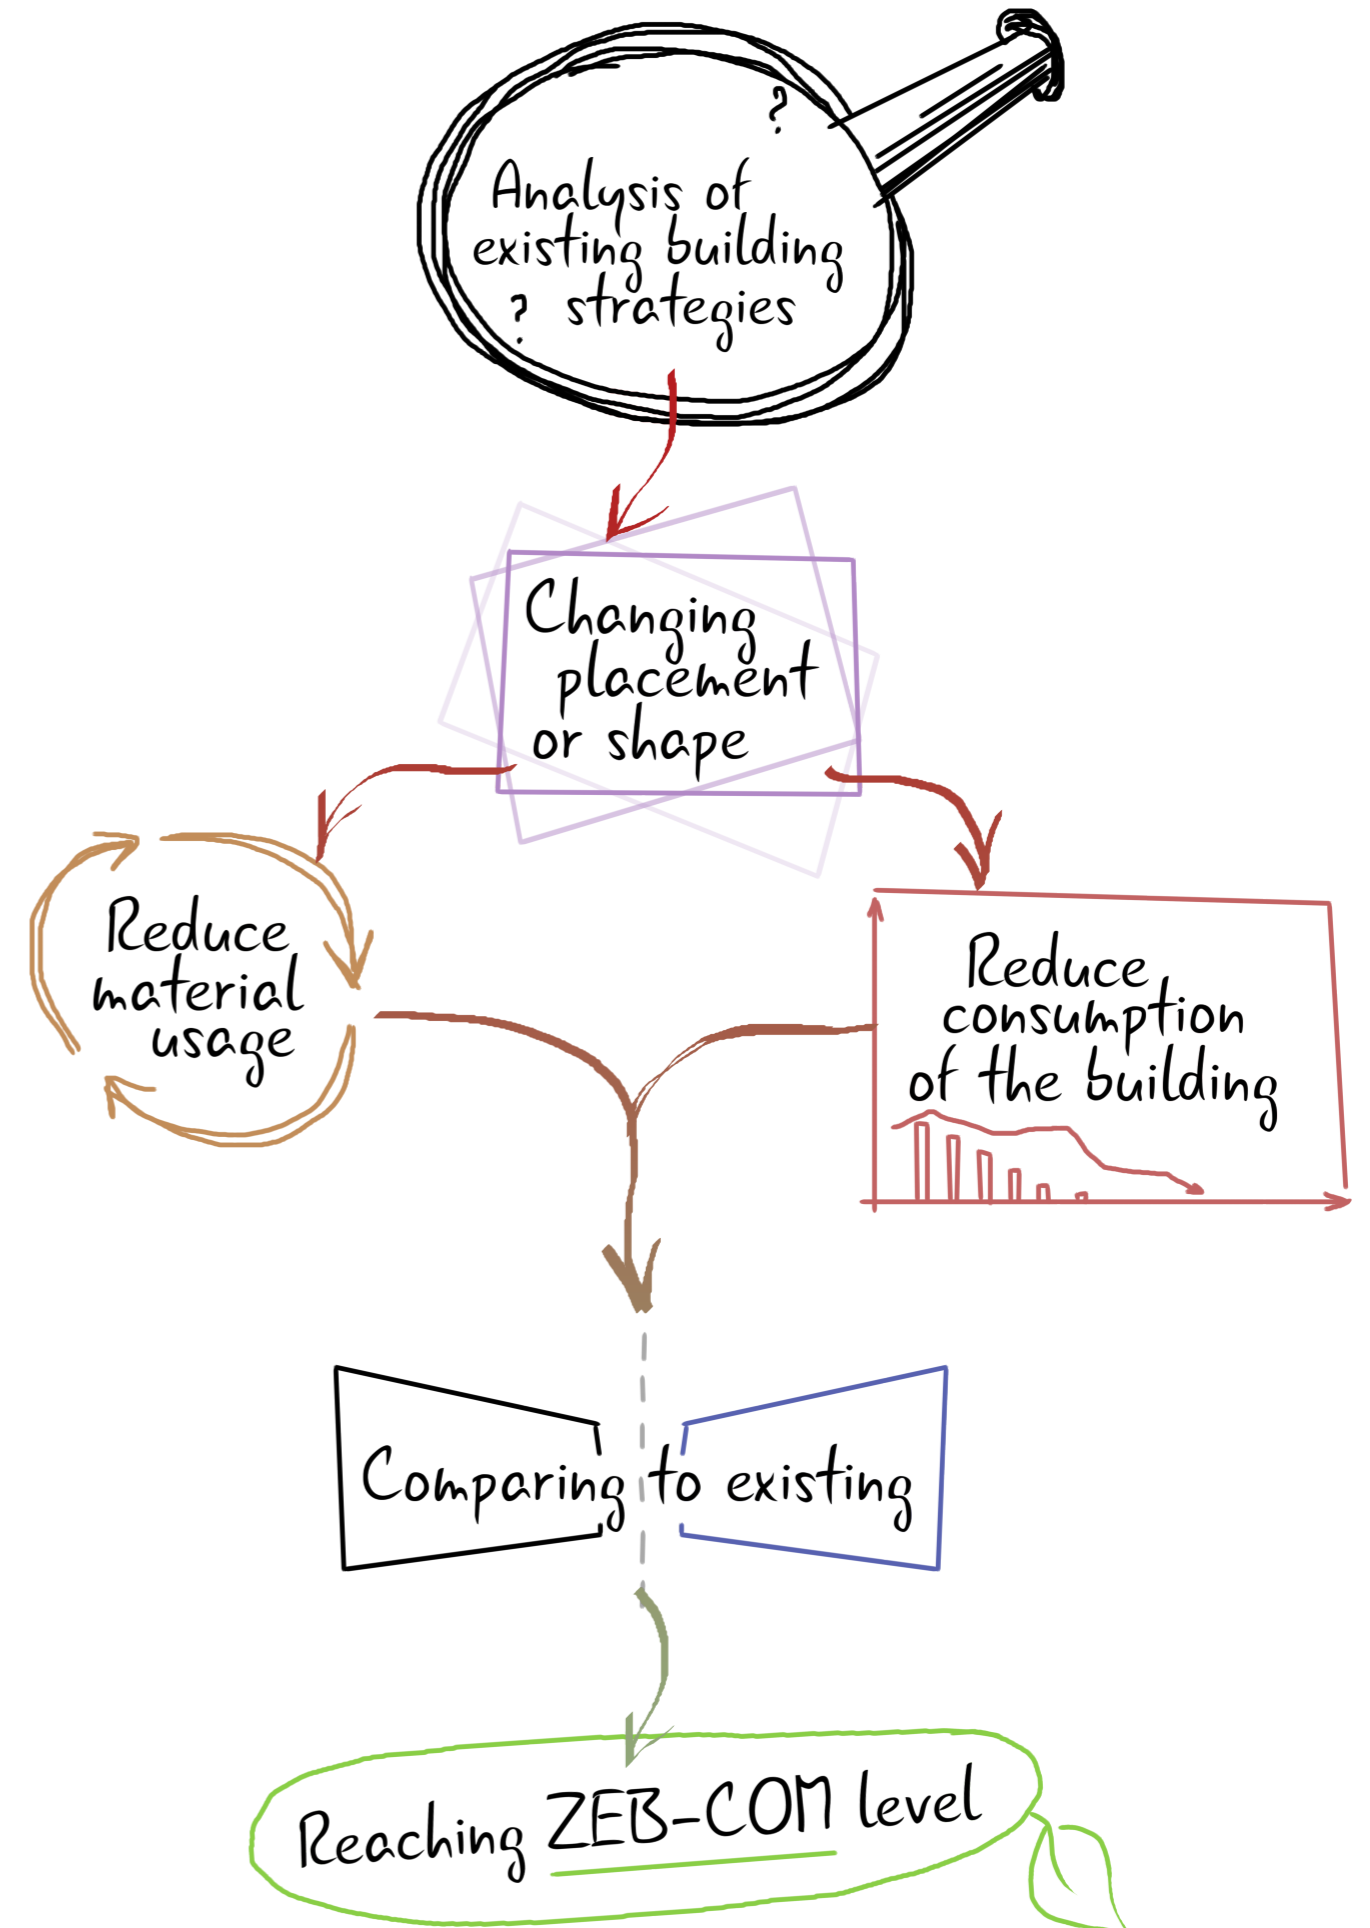 ?
Analysis of
existing building
? strategies
Changing
placement
or shape
Reduce
material
usage
Reduce
consumption
of the building
Comparing to existing
Reaching ZEB-COM level